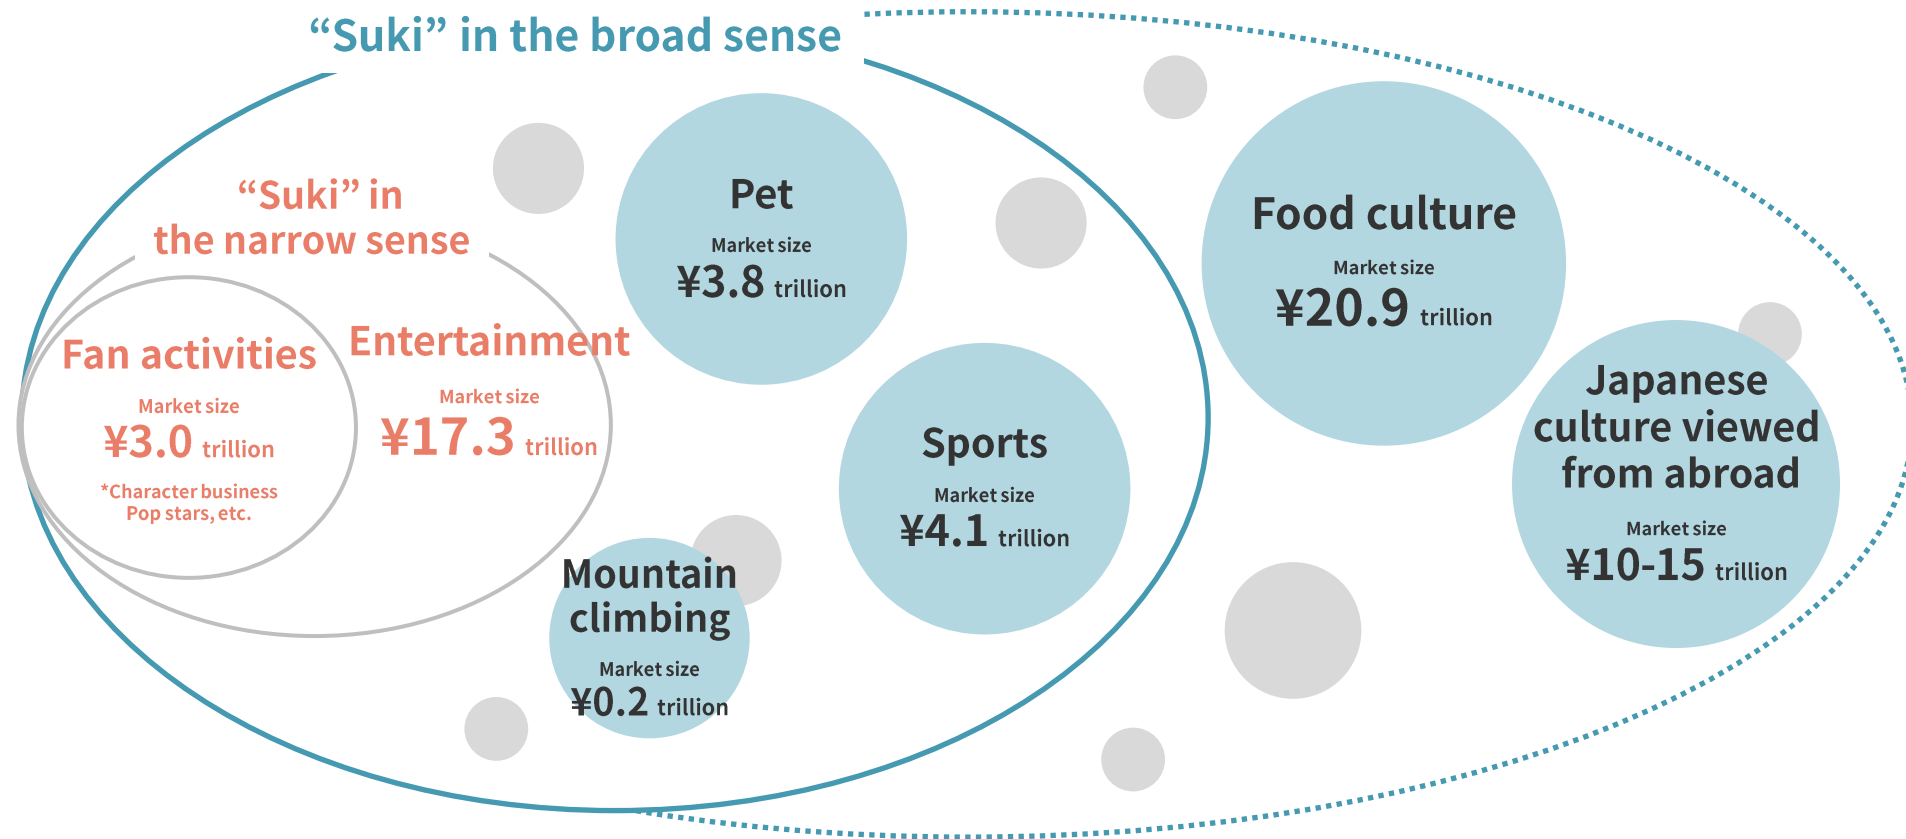 “Suki” in the broad sense
“Suki” in
the narrow sense
Fan activities
Market size
¥3.0 trillion
*Character business
Pop stars, etc.
Entertainment
Market size
¥17.3 trillion
Pet
Market size
¥3.8 trillion
Sports
Market size
¥4.1 trillion
Mountain
climbing
Market size
¥0.2 trillion
Food culture
Market size
¥20.9 trillion
Japanese
culture viewed
from abroad
Market size
¥10-15 trillion